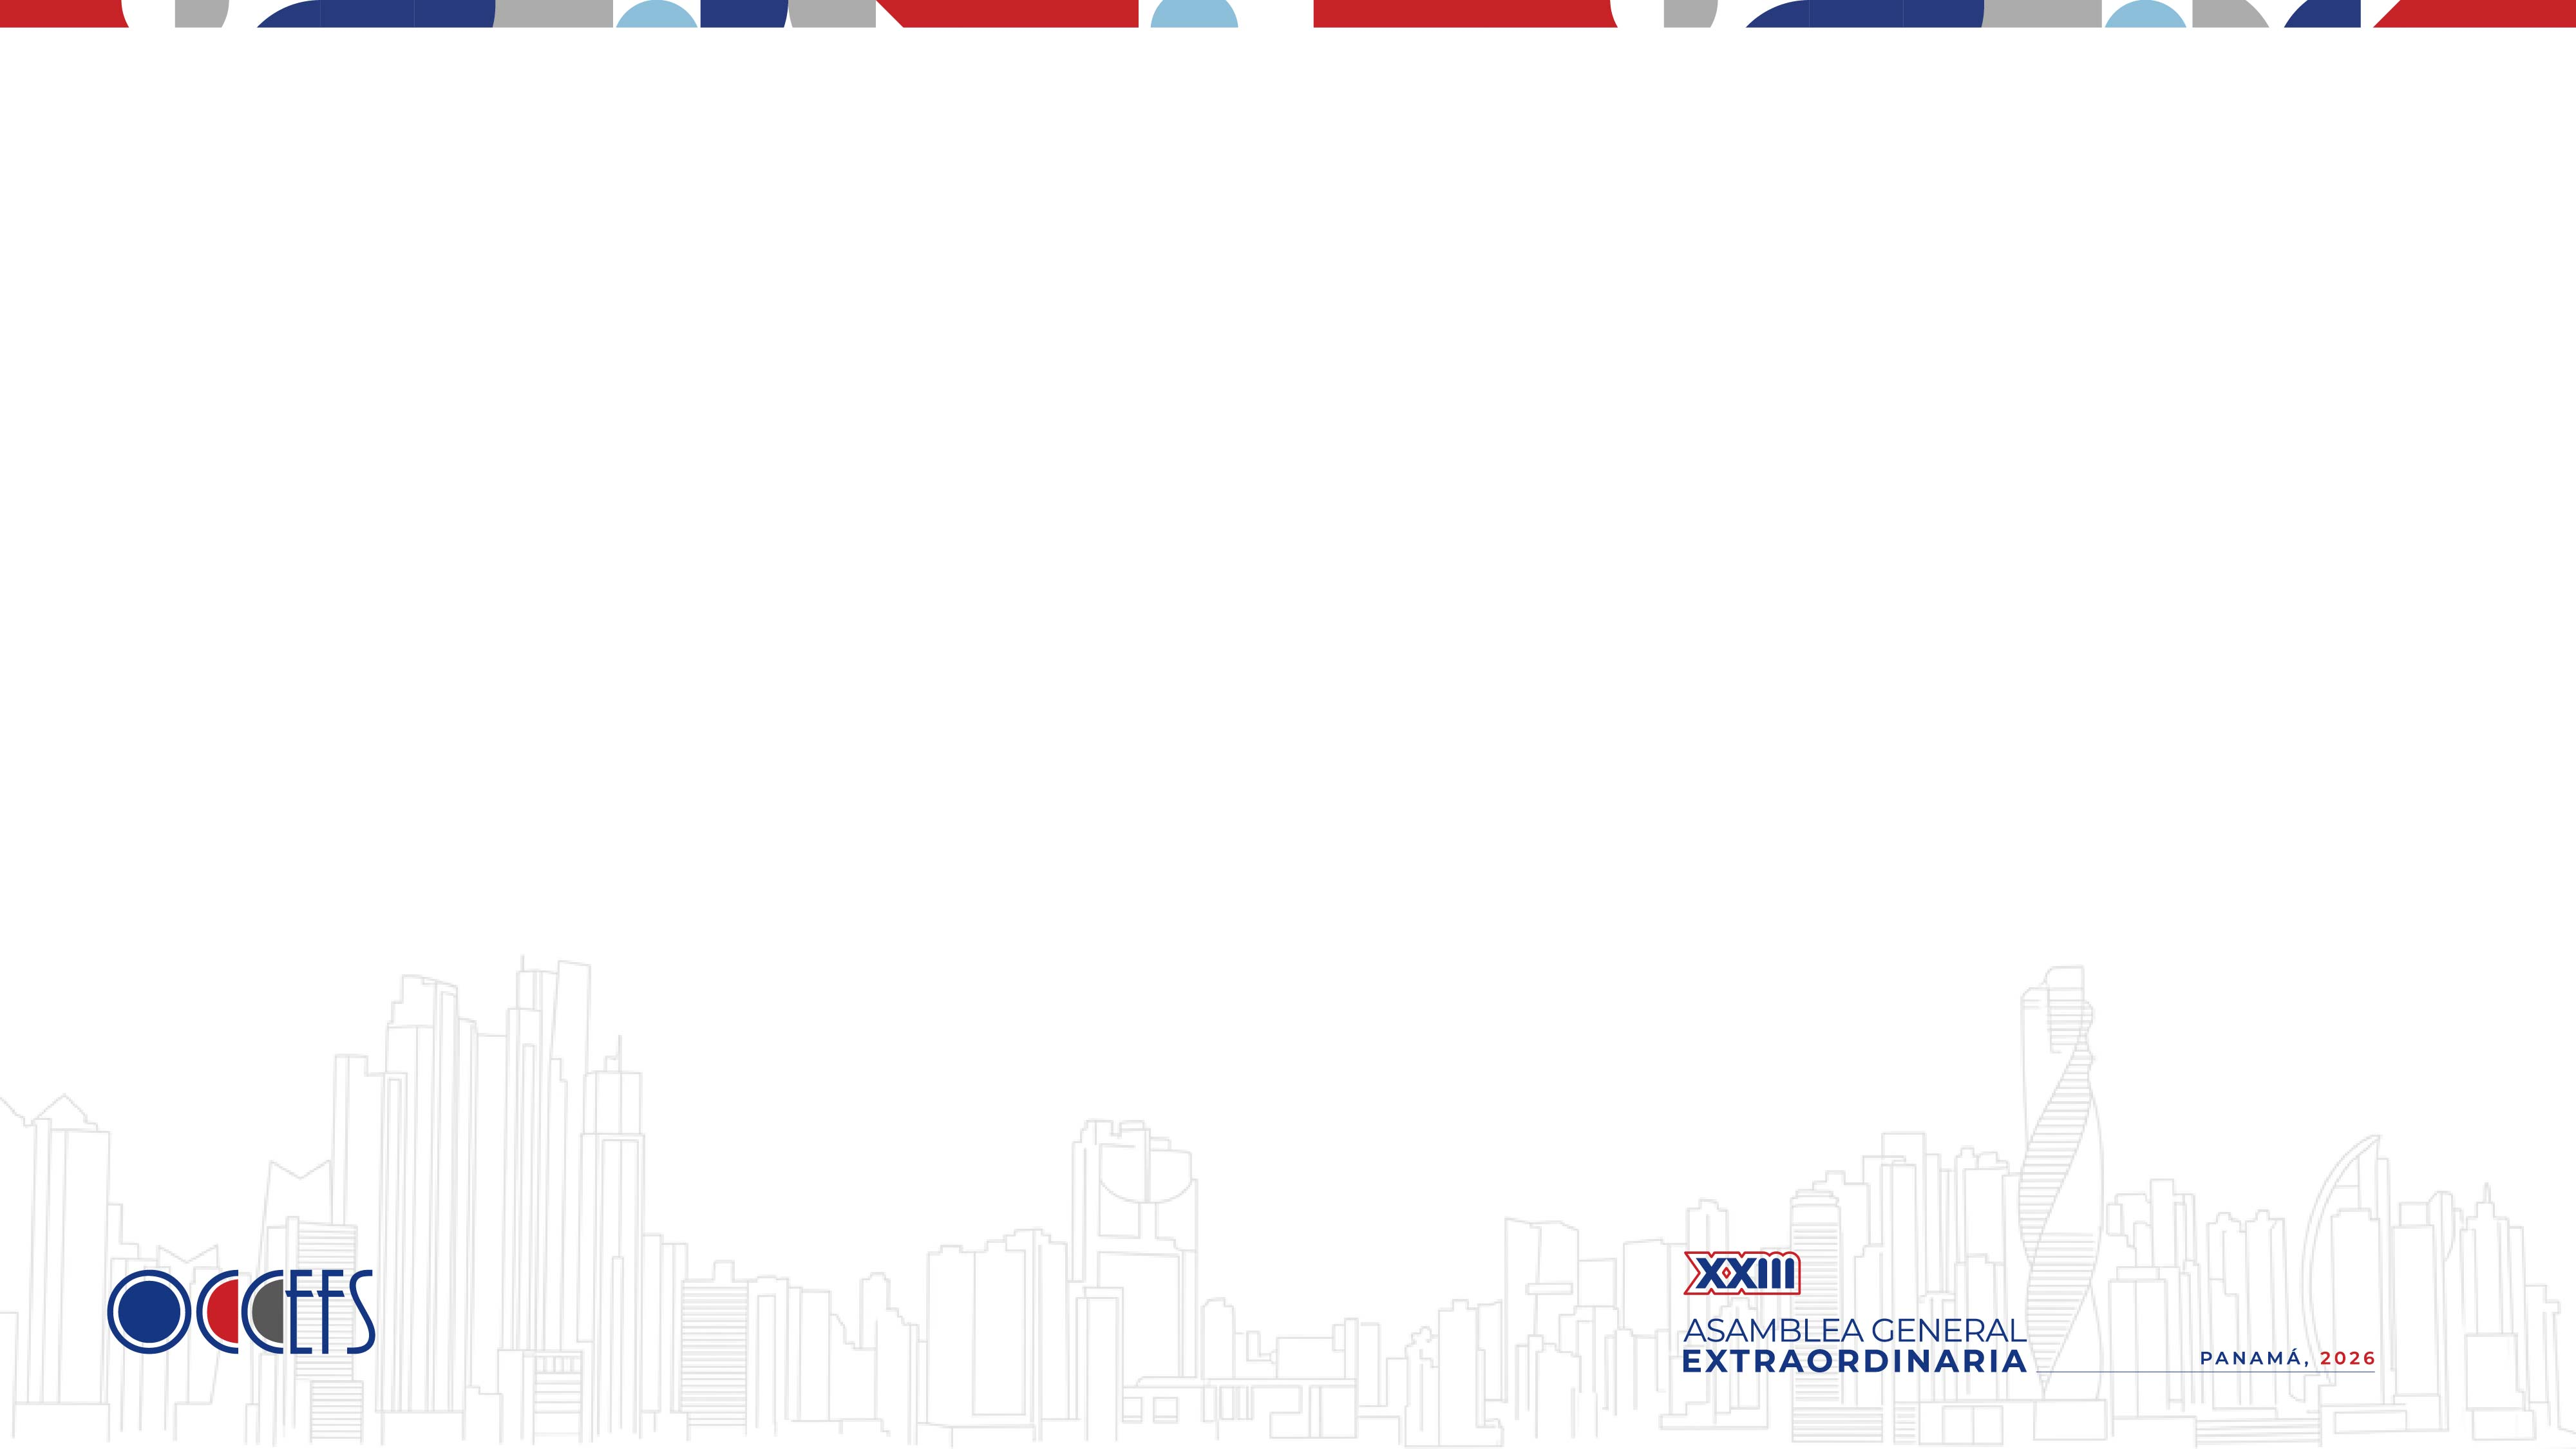 OCCEFS
XXIII
ASAMBLEA GENERAL
EXTRAORDINARIA
PANAMÁ, 2026